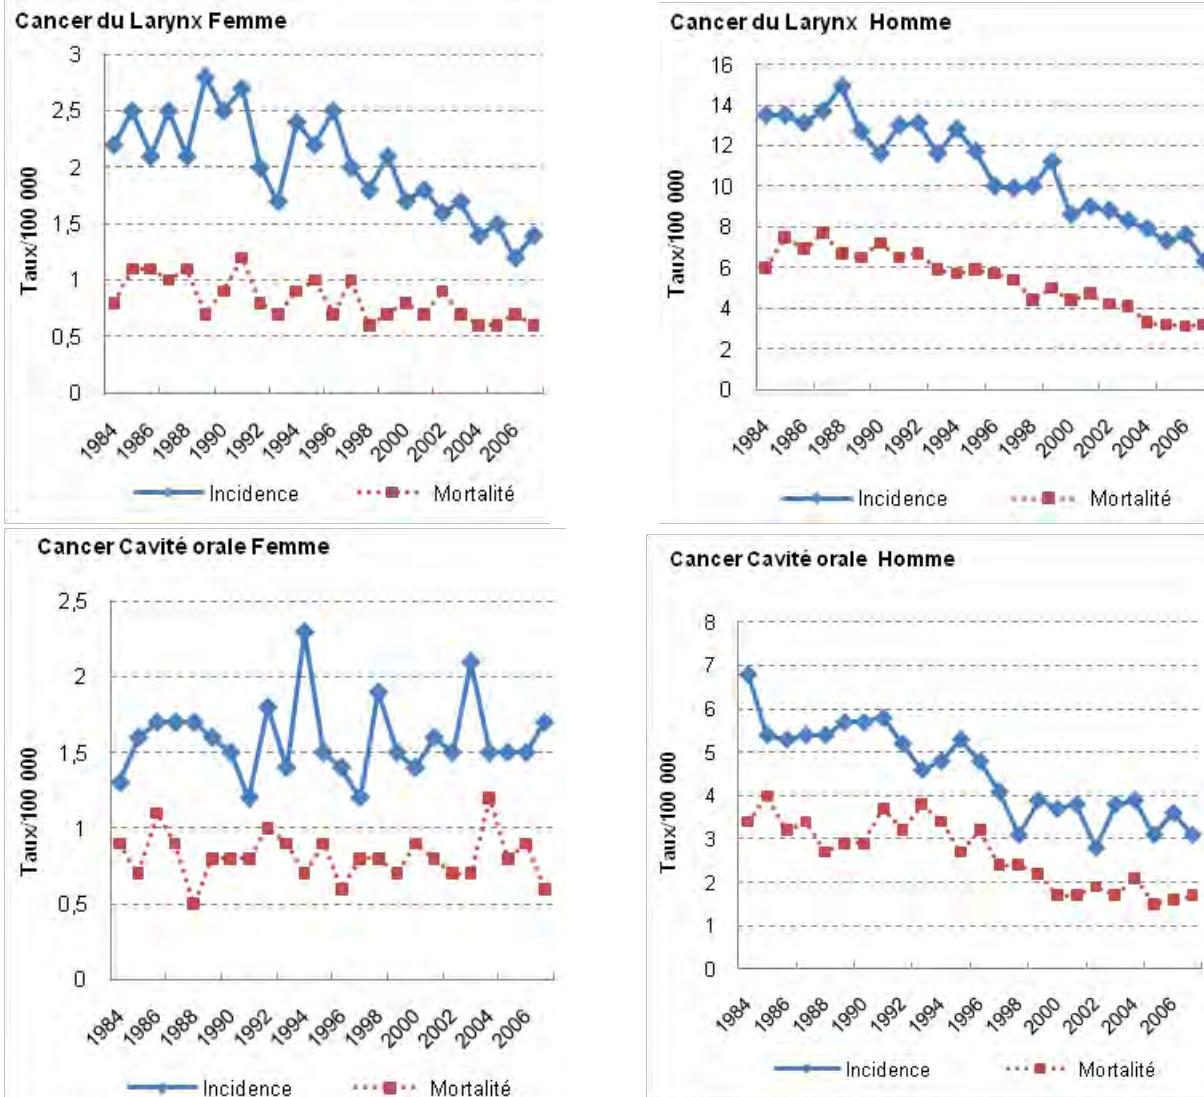 Cancer du Larynx Femme
3
2,5
2
1,5
1
0,5
0
Taux/100 000
1984 1986 1988 1990 1992 1994 1996 1998 2000 2002 2004 2006
Incidence Mortalité
Cancer du Larynx Homme
16
14
12
10
8
6
4
2
0
Taux/100 000
1984 1986 1988 1990 1992 1994 1996 1998 2000 2002 2004 2006
Incidence Mortalité
Cancer Cavité orale Femme
2,5
2
1,5
1
0,5
0
Taux/100 000
1984 1986 1988 1990 1992 1994 1996 1998 2000 2002 2004 2006
Incidence Mortalité
Cancer Cavité orale Homme
8
7
6
5
4
3
2
1
0
Taux/100 000
1984 1986 1988 1990 1992 1994 1996 1998 2000 2002 2004 2006
Incidence Mortalité